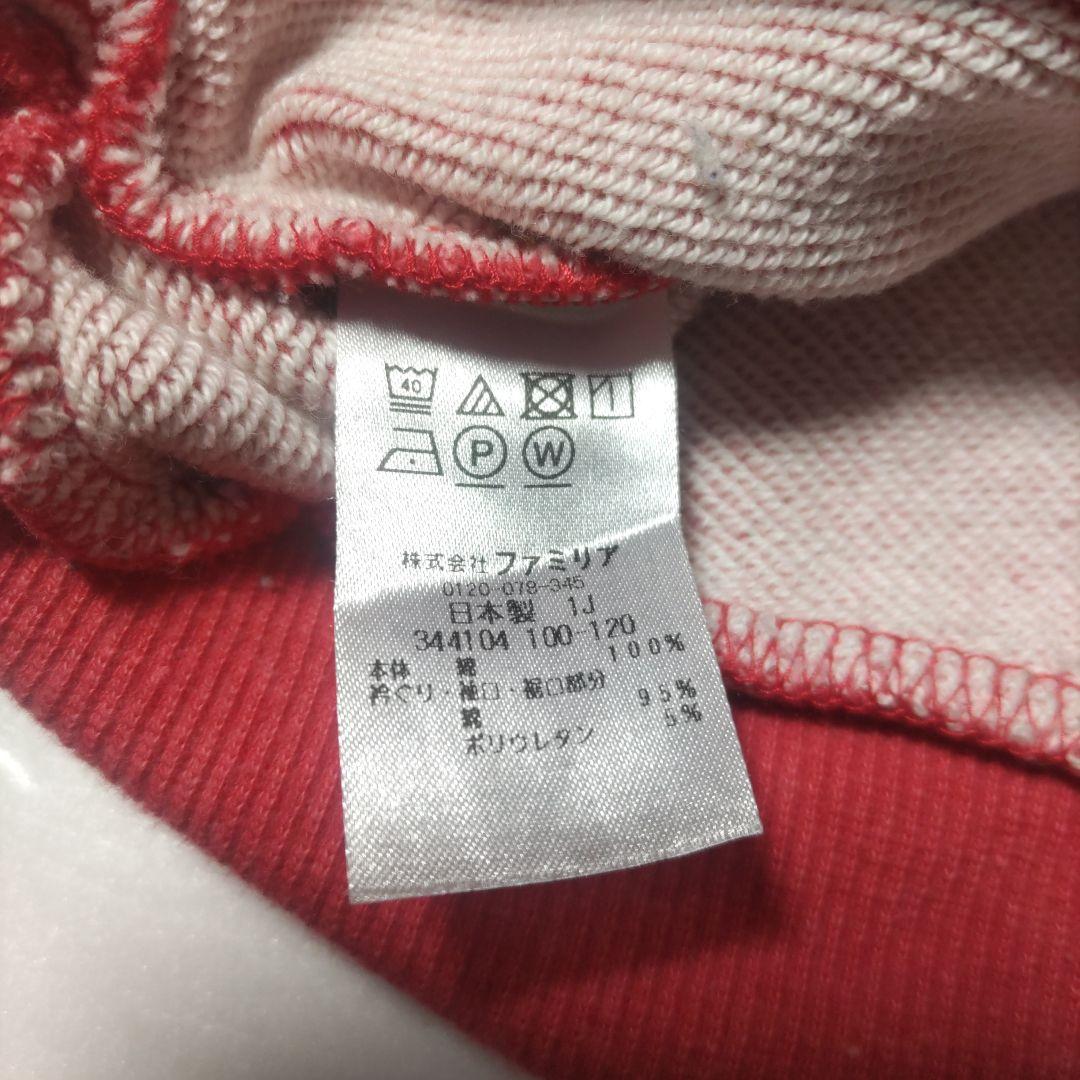 40
P W
株式会社ファミリア
0120-078-345
日本製 1J
344104 100-120
本体 綿 100%
衿ぐり・袖口・裾口部分
綿 95%
ポリウレタン 5%